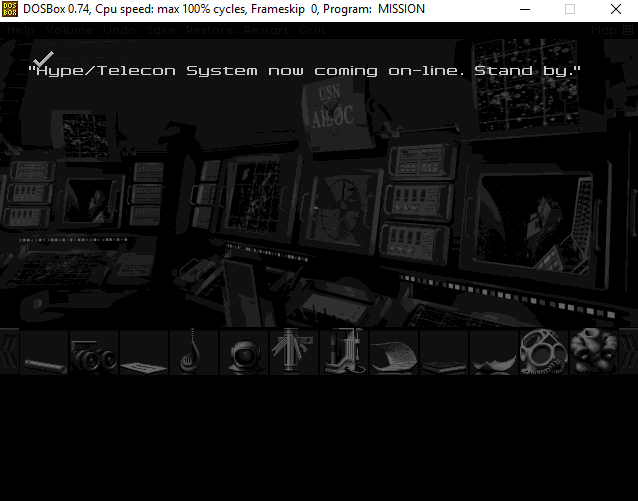 DOSBox 0.74, Cpu speed: max 100% cycles, Frameskip 0, Program: MISSION
Help Volume Undo Save Restore Restart Quit Map
"Hype/Telecon System now coming on-line. Stand by."
USN